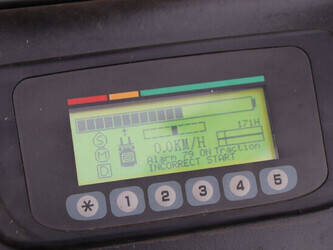 171H
S
M
D
0.0KM/H
Alarm 79 ON Traction
INCORRECT START
* 1 2 3 4 5